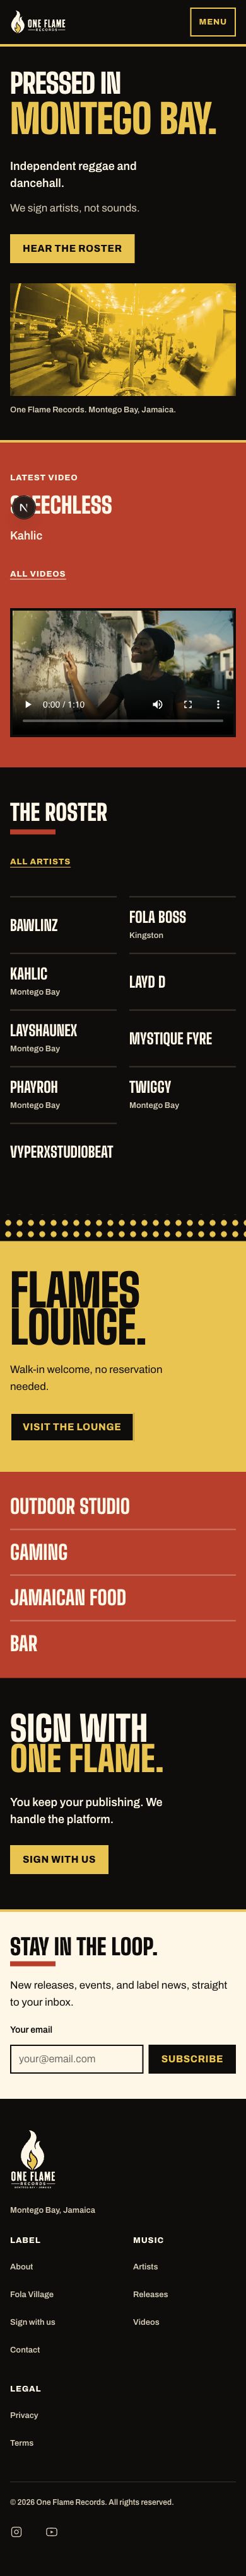 ONE FLAME
RECORDS
MENU
PRESSED IN
MONTEGO BAY.
Independent reggae and
dancehall.
We sign artists, not sounds.
HEAR THE ROSTER
One Flame Records. Montego Bay, Jamaica.
LATEST VIDEO
N
EECHLESS
Kahlic
ALL VIDEOS
0:00 / 1:10
THE ROSTER
ALL ARTISTS
BAWLINZ
FOLA BOSS
Kingston
KAHLIC
Montego Bay
LAYD D
LAYSHAUNEX
Montego Bay
MYSTIQUE FYRE
PHAYROH
Montego Bay
TWIGGY
Montego Bay
VYPERXSTUDIOBEAT
FLAMES
LOUNGE.
Walk-in welcome, no reservation
needed.
VISIT THE LOUNGE
OUTDOOR STUDIO
GAMING
JAMAICAN FOOD
BAR
SIGN WITH
ONE FLAME.
You keep your publishing. We
handle the platform.
SIGN WITH US
STAY IN THE LOOP.
New releases, events, and label news, straight
to your inbox.
Your email
your@email.com
SUBSCRIBE
ONE FLAME
RECORDS
Montego Bay, Jamaica
LABEL
About
Fola Village
Sign with us
Contact
MUSIC
Artists
Releases
Videos
LEGAL
Privacy
Terms
© 2026 One Flame Records. All rights reserved.